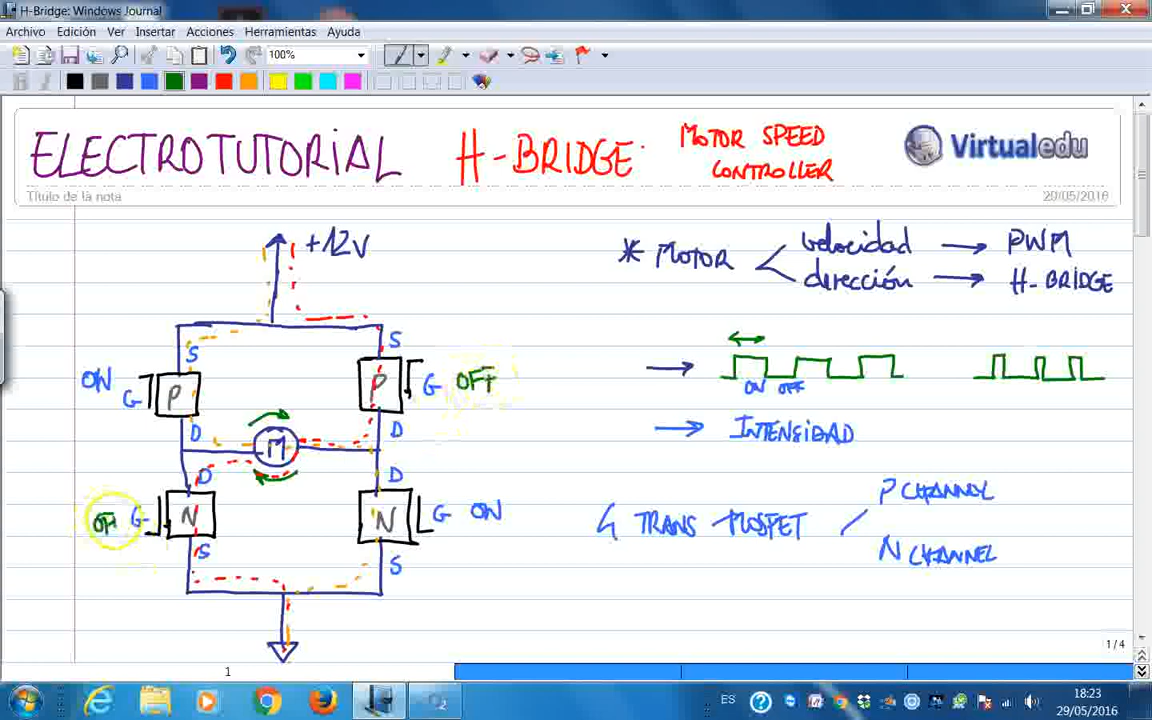 H-Bridge: Windows Journal
Archivo Edición Ver Insertar Acciones Herramientas Ayuda
100%
ELECTROTUTORiAL H-BRIDGE MOTOR SPEED CONTROLLER
Virtualedu
Título de la nota
29/05/2016
+12V
* MOTOR
velocidad → PWM
dirección → H-BRIDGE
S S
ON G P
P G OFF
ON OFF
D M D
→ INTENSIDAD
D D
P CHANNEL
OFF G N
N G ON
4 TRANS MOSFET
N CHANNEL
S S
1 / 4
1
ES
18:23
29/05/2016